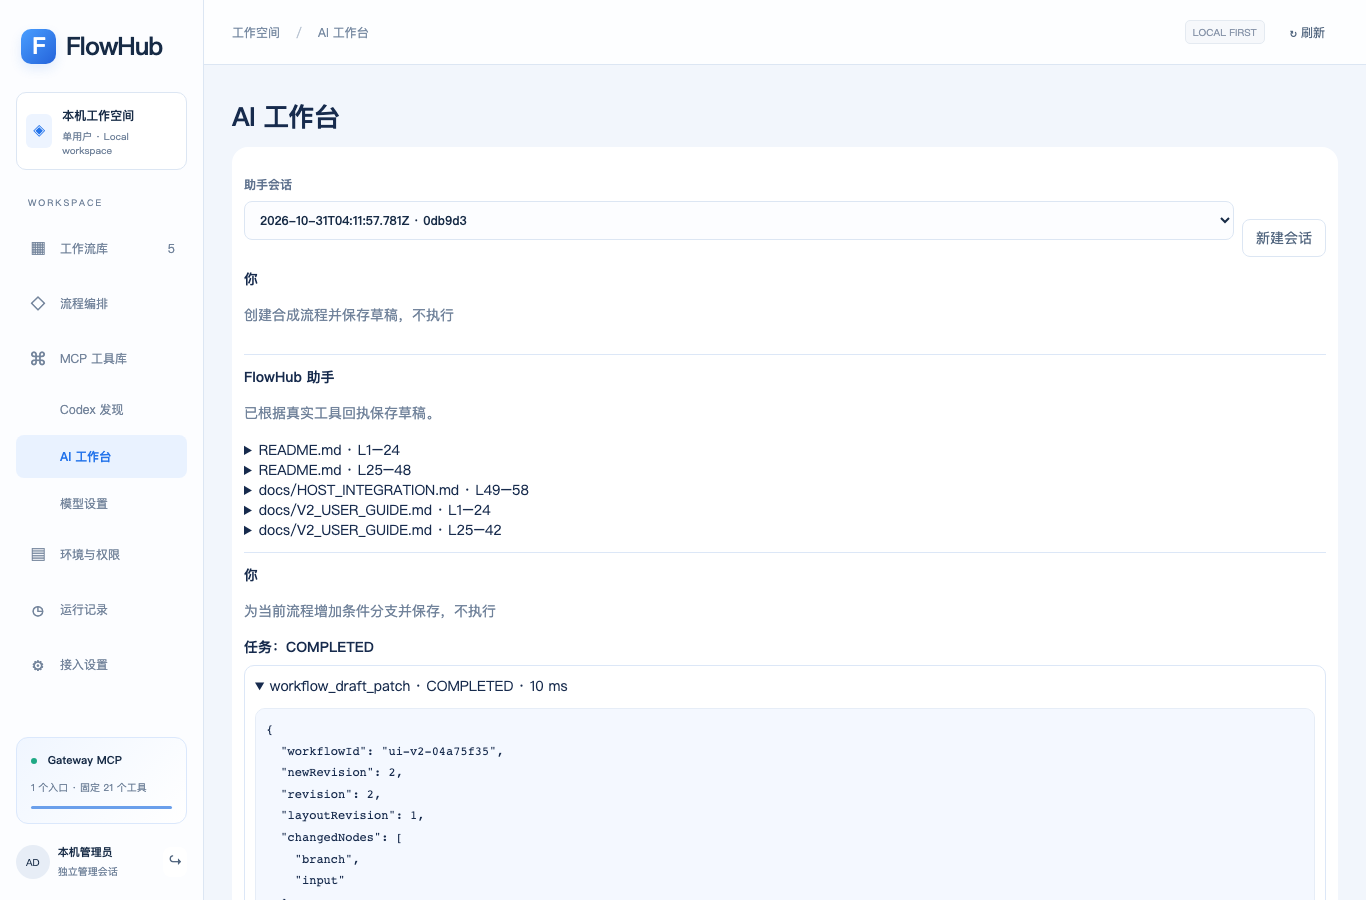 F FlowHub
本机工作空间
单用户 · Local
workspace
WORKSPACE
工作流库 5
流程编排
MCP 工具库
Codex 发现
AI 工作台
模型设置
环境与权限
运行记录
接入设置
Gateway MCP
1 个入口 · 固定 21 个工具
AD
本机管理员
独立管理会话
工作空间 / AI 工作台
LOCAL FIRST
刷新
AI 工作台
助手会话
2026-10-31T04:11:57.781Z · 0db9d3
新建会话
你
创建合成流程并保存草稿，不执行
FlowHub 助手
已根据真实工具回执保存草稿。
README.md · L1—24
README.md · L25—48
docs/HOST_INTEGRATION.md · L49—58
docs/V2_USER_GUIDE.md · L1—24
docs/V2_USER_GUIDE.md · L25—42
你
为当前流程增加条件分支并保存，不执行
任务：COMPLETED
workflow_draft_patch · COMPLETED · 10 ms
{
"workflowId": "ui-v2-04a75f35",
"newRevision": 2,
"revision": 2,
"layoutRevision": 1,
"changedNodes": [
"branch",
"input"